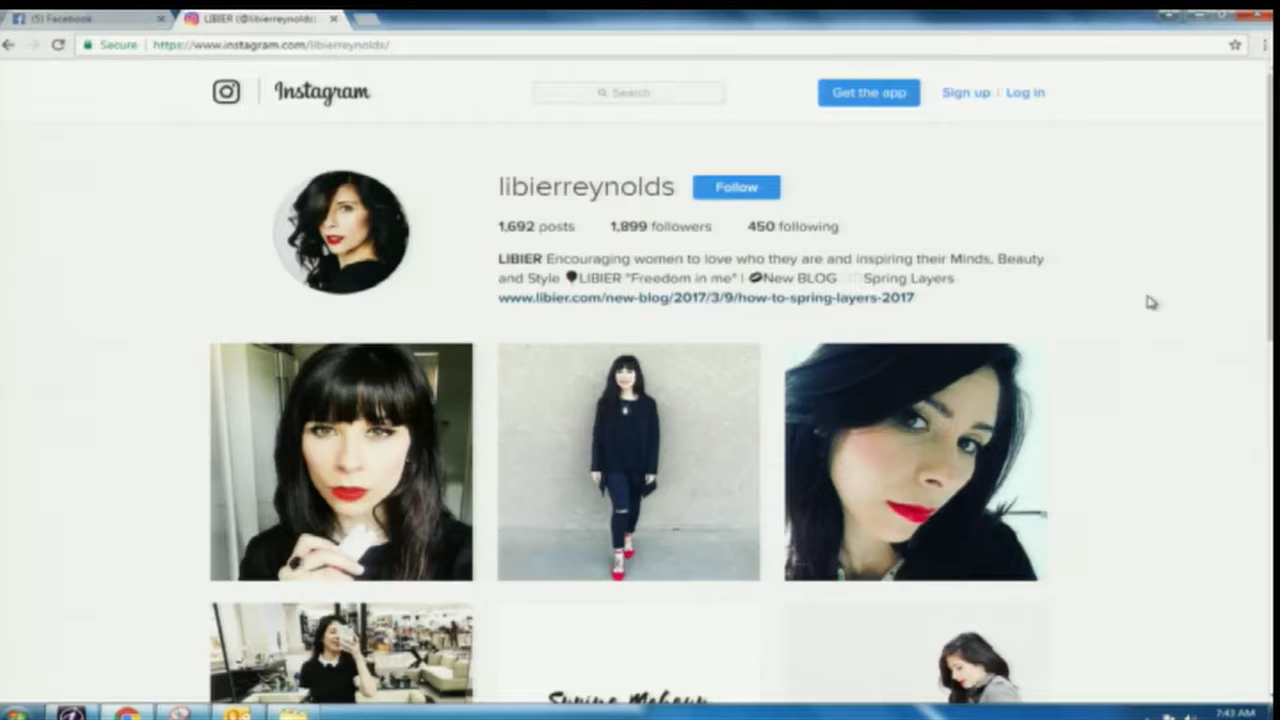 (5) Facebook
LIBIER (@libierreynolds)
Secure https://www.instagram.com/libierreynolds/
Instagram
Search
Get the app
Sign up | Log in
libierreynolds Follow
1,692 posts 1,899 followers 450 following
LIBIER Encouraging women to love who they are and inspiring their Minds, Beauty
and Style LIBIER "Freedom in me" | New BLOG Spring Layers
www.libier.com/new-blog/2017/3/9/how-to-spring-layers-2017
Spring Makeup
7:43 AM